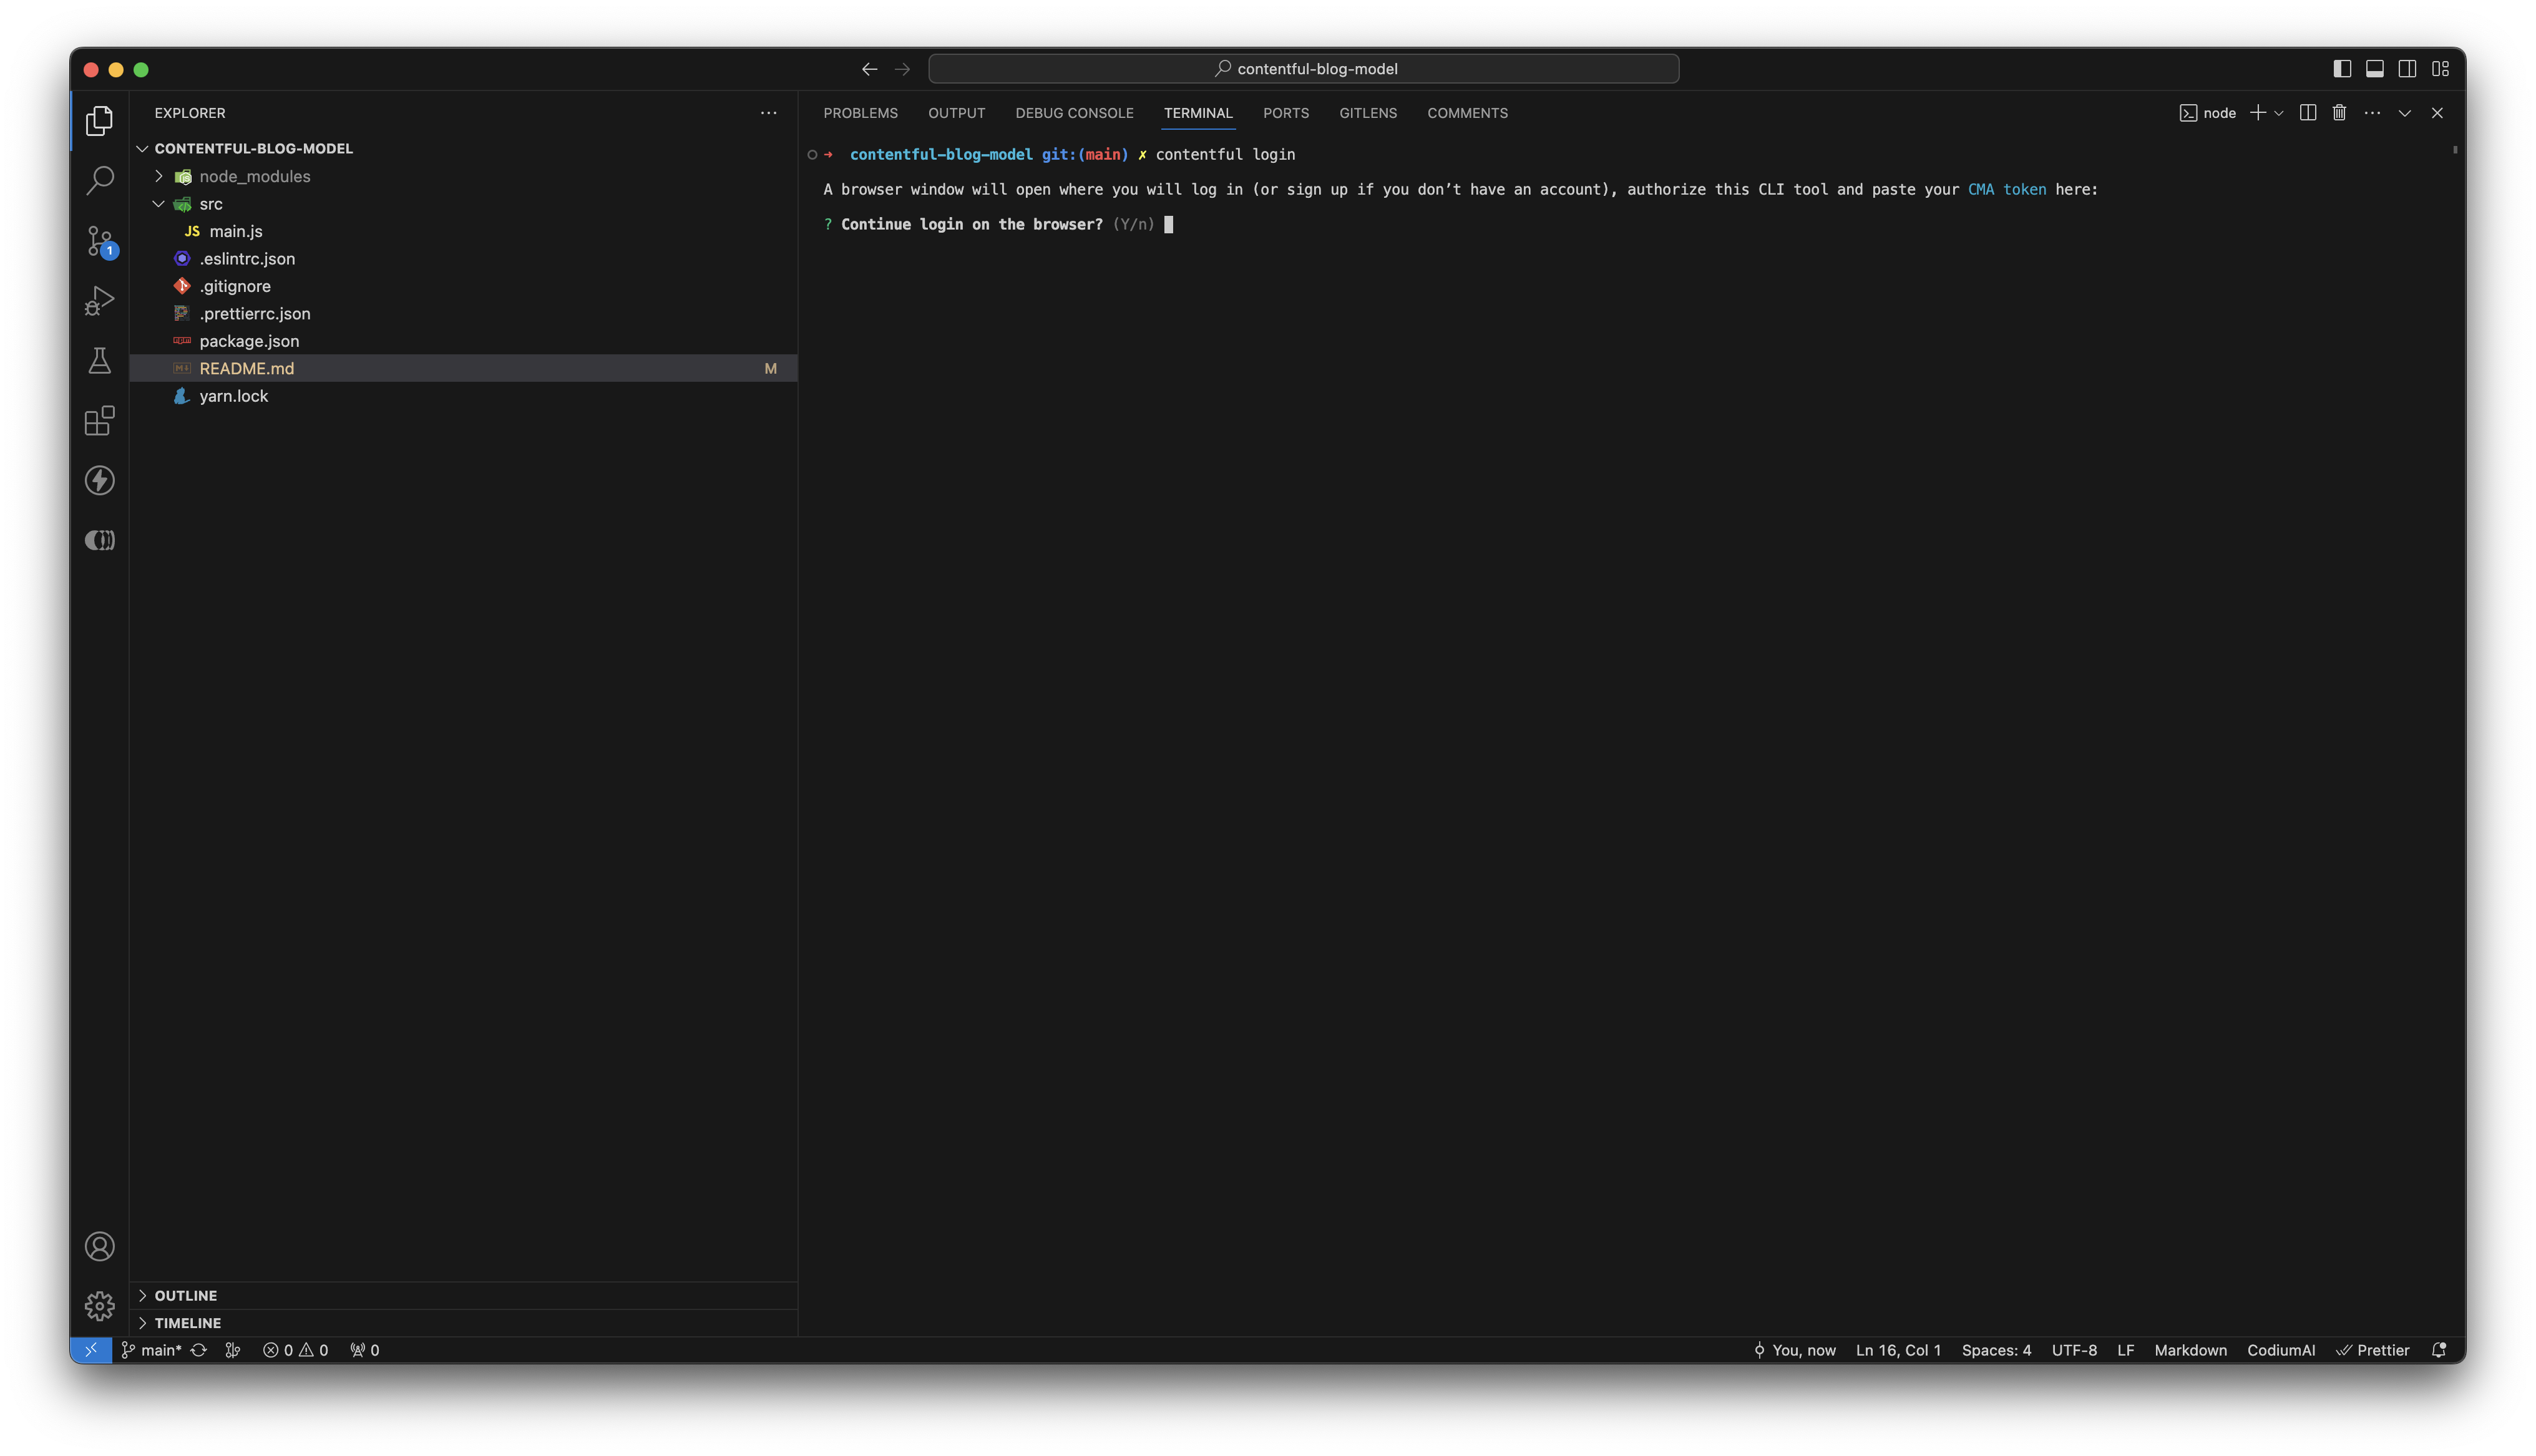 contentful-blog-model
EXPLORER
CONTENTFUL-BLOG-MODEL
node_modules
src
JS main.js
.eslintrc.json
.gitignore
.prettierrc.json
package.json
README.md M
yarn.lock
OUTLINE
TIMELINE
1
PROBLEMS OUTPUT DEBUG CONSOLE TERMINAL PORTS GITLENS COMMENTS
node
➜ contentful-blog-model git:(main) ✗ contentful login
A browser window will open where you will log in (or sign up if you don’t have an account), authorize this CLI tool and paste your CMA token here:
? Continue login on the browser? (Y/n)
main* 0 0 0 You, now Ln 16, Col 1 Spaces: 4 UTF-8 LF Markdown CodiumAI Prettier